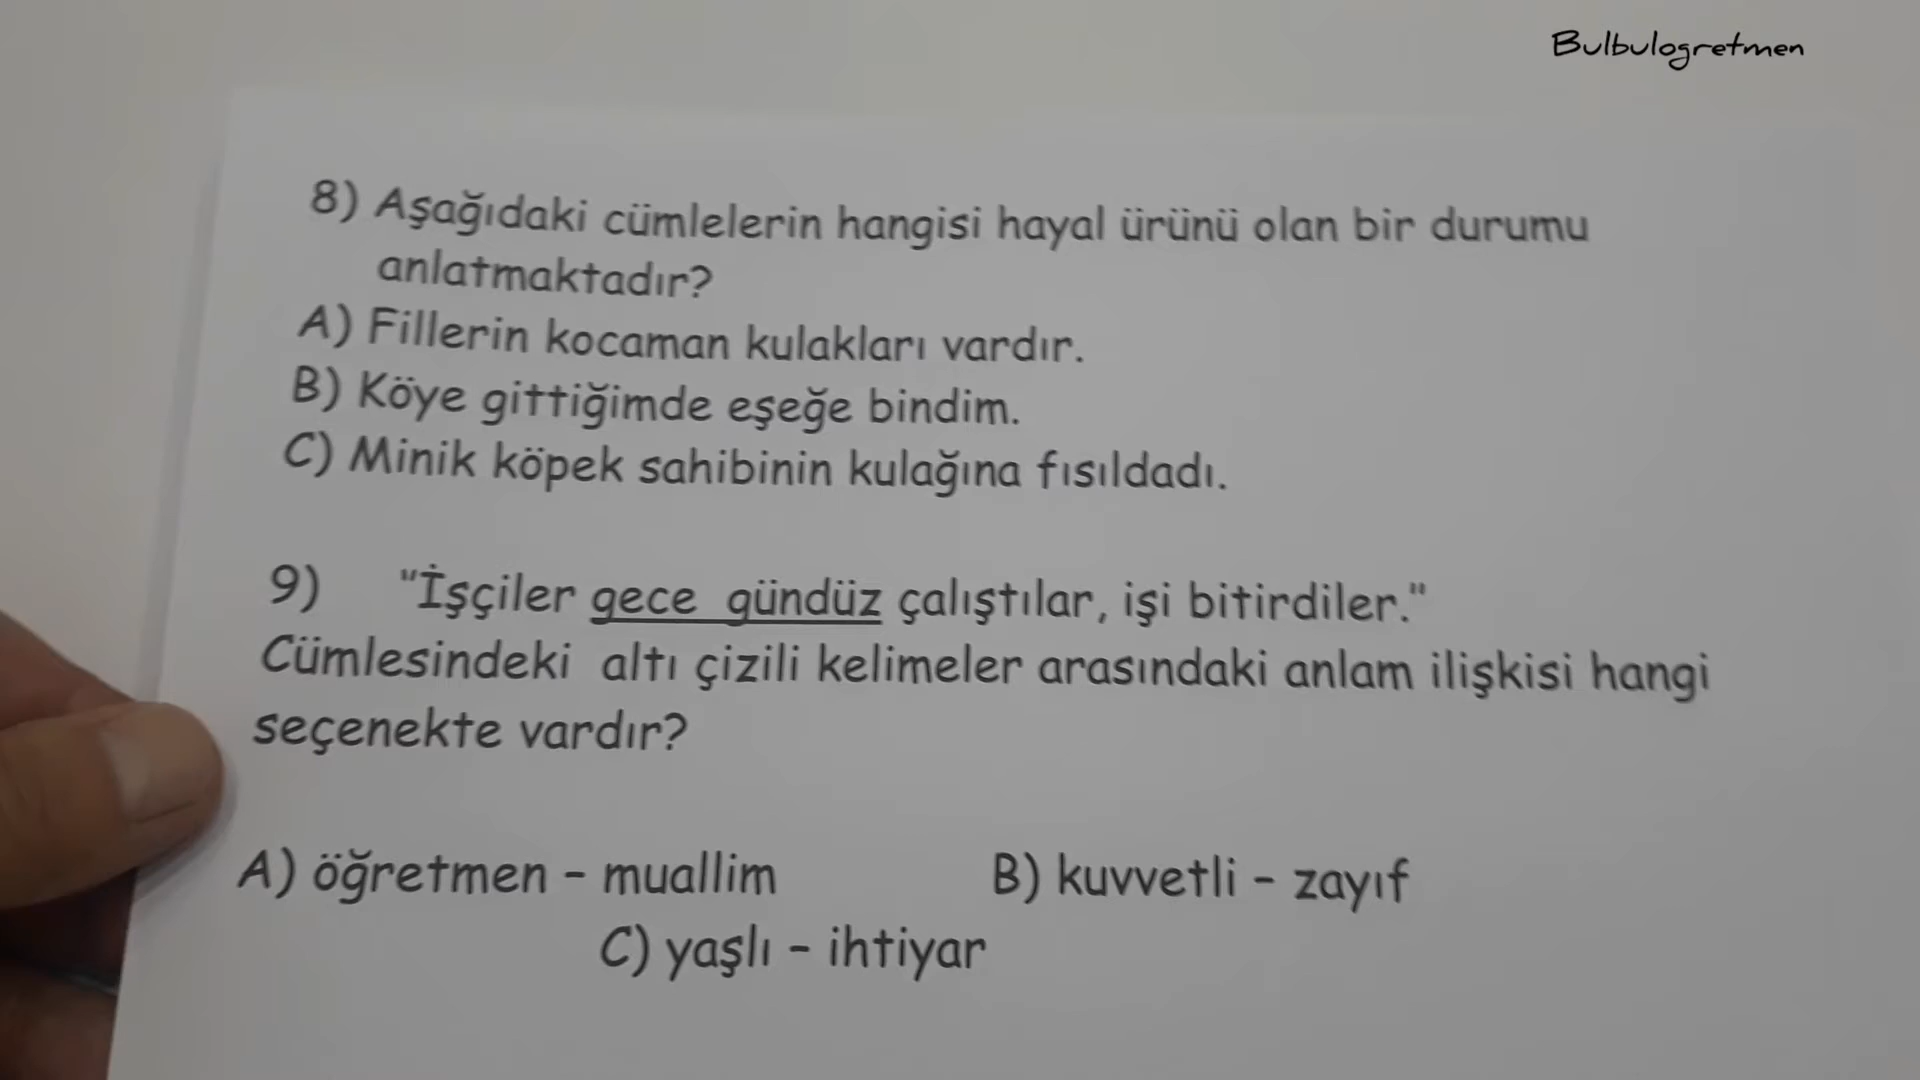 Bulbulogretmen
8) Aşağıdaki cümlelerin hangisi hayal ürünü olan bir durumu
anlatmaktadır?
A) Fillerin kocaman kulakları vardır.
B) Köye gittiğimde eşeğe bindim.
C) Minik köpek sahibinin kulağına fısıldadı.
9) "İşçiler gece gündüz çalıştılar, işi bitirdiler."
Cümlesindeki altı çizili kelimeler arasındaki anlam ilişkisi hangi
seçenekte vardır?
A) öğretmen - muallim B) kuvvetli - zayıf
C) yaşlı - ihtiyar